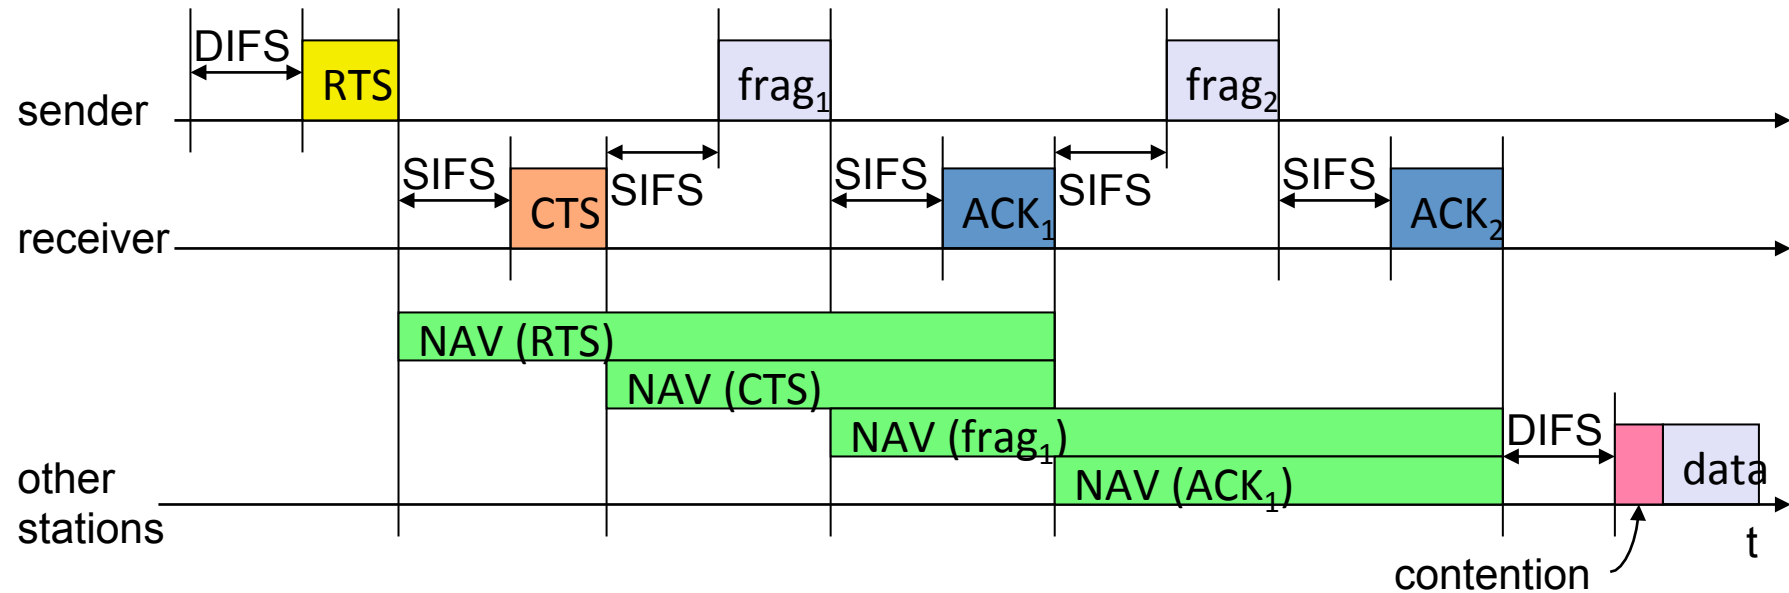 DIFS
RTS
frag₁
frag₂
sender
SIFS
CTS
SIFS
SIFS
ACK₁
SIFS
SIFS
ACK₂
receiver
NAV (RTS)
NAV (CTS)
NAV (frag₁)
DIFS
NAV (ACK₁)
data
other
stations
t
contention